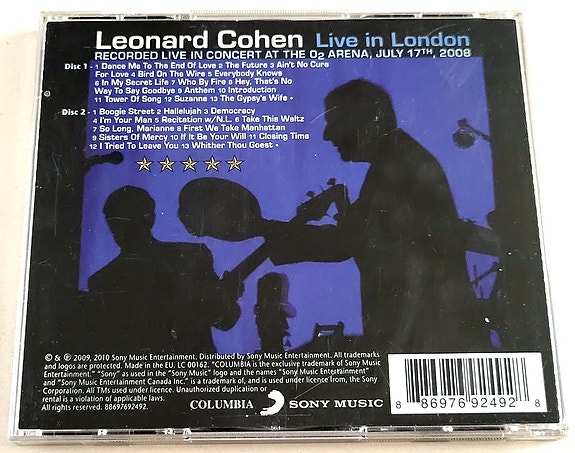 Leonard Cohen Live in London
RECORDED LIVE IN CONCERT AT THE O2 ARENA, JULY 17TH, 2008
Disc 1 - 1 Dance Me To The End Of Love 2 The Future 3 Ain't No Cure
For Love 4 Bird On The Wire 5 Everybody Knows
6 In My Secret Life 7 Who By Fire 8 Hey, That's No
Way To Say Goodbye 9 Anthem 10 Introduction
11 Tower Of Song 12 Suzanne 13 The Gypsy's Wife •
Disc 2 - 1 Boogie Street 2 Hallelujah 3 Democracy
4 I'm Your Man 5 Recitation w/N.L. 6 Take This Waltz
7 So Long, Marianne 8 First We Take Manhattan
9 Sisters Of Mercy 10 If It Be Your Will 11 Closing Time
12 I Tried To Leave You 13 Whither Thou Goest •
© & ℗ 2009, 2010 Sony Music Entertainment. Distributed by Sony Music Entertainment. All trademarks
and logos are protected. Made in the EU. LC 00162. "COLUMBIA is the exclusive trademark of Sony Music
Entertainment. "Sony" as used in the "Sony Music" logo and the names "Sony Music Entertainment"
and "Sony Music Entertainment Canada Inc." is a trademark of, and is used under licence from, the Sony
Corporation. All TMs used under licence. Unauthorized duplication or
rental is a violation of applicable laws.
All rights reserved. 88697692492.
COLUMBIA SONY MUSIC
8 86976 92492 8